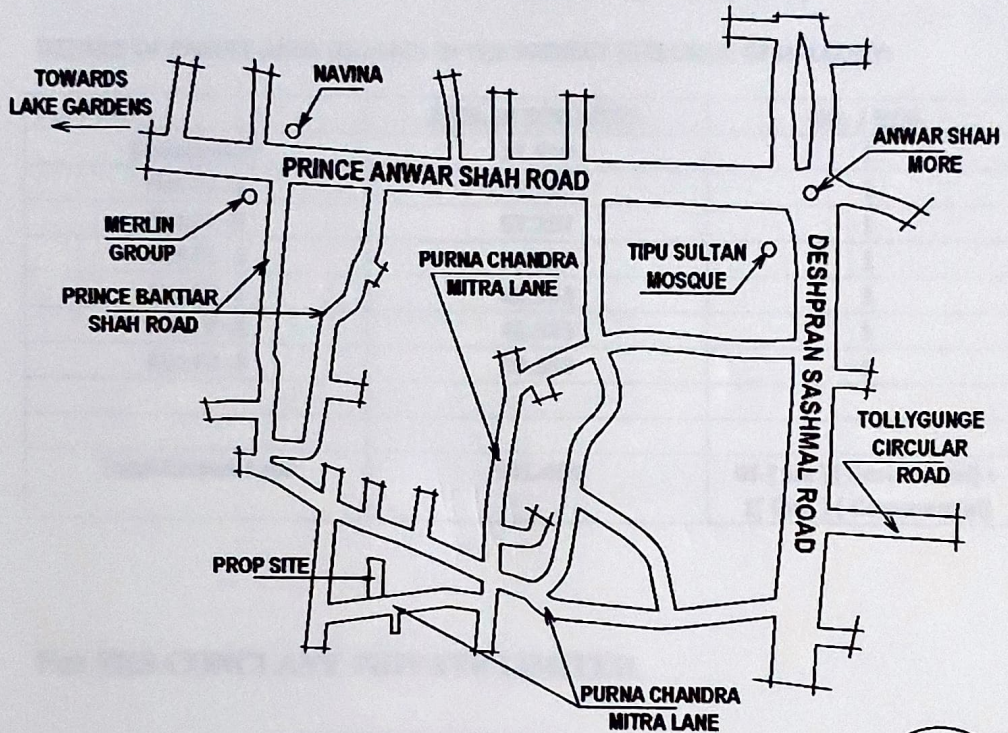 TOWARDS
LAKE GARDENS
NAVINA
PRINCE ANWAR SHAH ROAD
ANWAR SHAH
MORE
MERLIN
GROUP
PURNA CHANDRA
MITRA LANE
TIPU SULTAN
MOSQUE
PRINCE BAKTIAR
SHAH ROAD
DESHPRAN SASHMAL ROAD
TOLLYGUNGE
CIRCULAR
ROAD
PROP SITE
PURNA CHANDRA
MITRA LANE